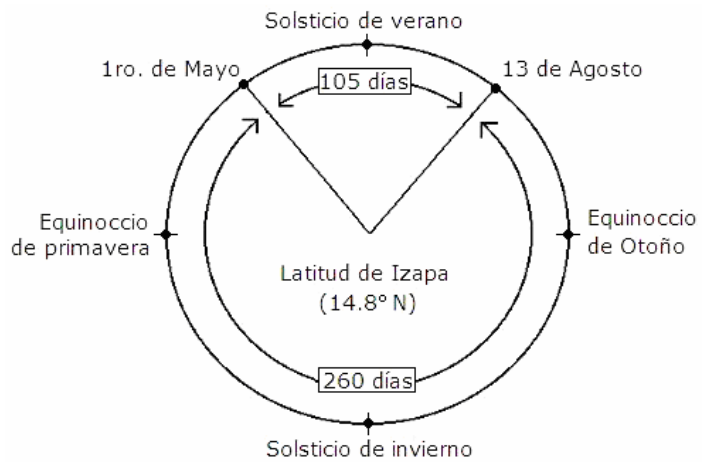 Solsticio de verano
1ro. de Mayo
105 días
13 de Agosto
Equinoccio
de primavera
Equinoccio
de Otoño
Latitud de Izapa
(14.8° N)
260 días
Solsticio de invierno